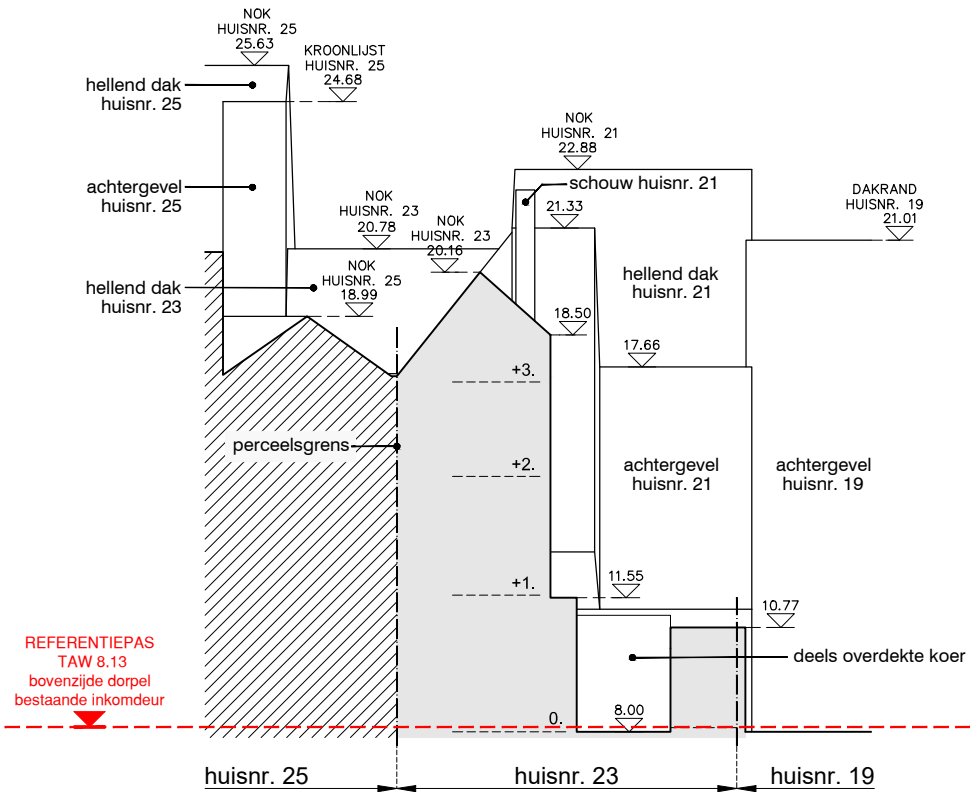 NOK
HUISNR. 25
25.63
KROONLIJST
HUISNR. 25
24.68
hellend dak
huisnr. 25
NOK
HUISNR. 21
22.88
achtergevel
huisnr. 25
schouw huisnr. 21
NOK
HUISNR. 23
20.78
NOK
HUISNR. 23
20.16
21.33
DAKRAND
HUISNR. 19
21.01
hellend dak
huisnr. 23
NOK
HUISNR. 25
18.99
hellend dak
huisnr. 21
18.50
17.66
+3.
perceelsgrens
+2.
achtergevel
huisnr. 21
achtergevel
huisnr. 19
+1.
11.55
10.77
REFERENTIEPAS
TAW 8.13
bovenzijde dorpel
bestaande inkomdeur
deels overdekte koer
0.
8.00
huisnr. 25
huisnr. 23
huisnr. 19